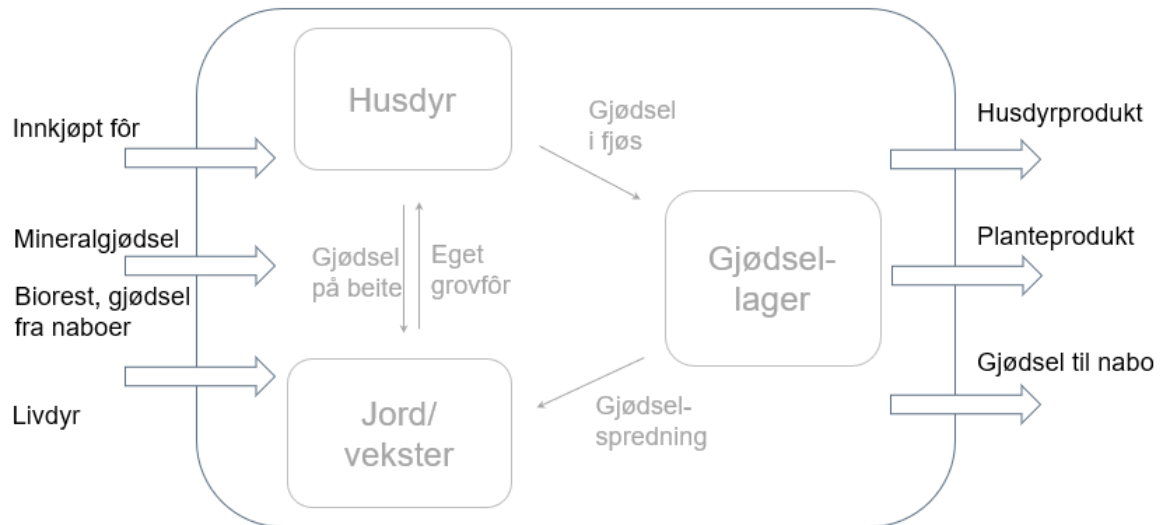 Innkjøpt fôr
Mineralgjødsel
Biorest, gjødsel
fra naboer
Livdyr
Husdyr
Gjødsel
i fjøs
Gjødsel
på beite
Eget
grovfôr
Gjødsel-
lager
Jord/
vekster
Gjødsel-
spredning
Husdyrprodukt
Planteprodukt
Gjødsel til nabo